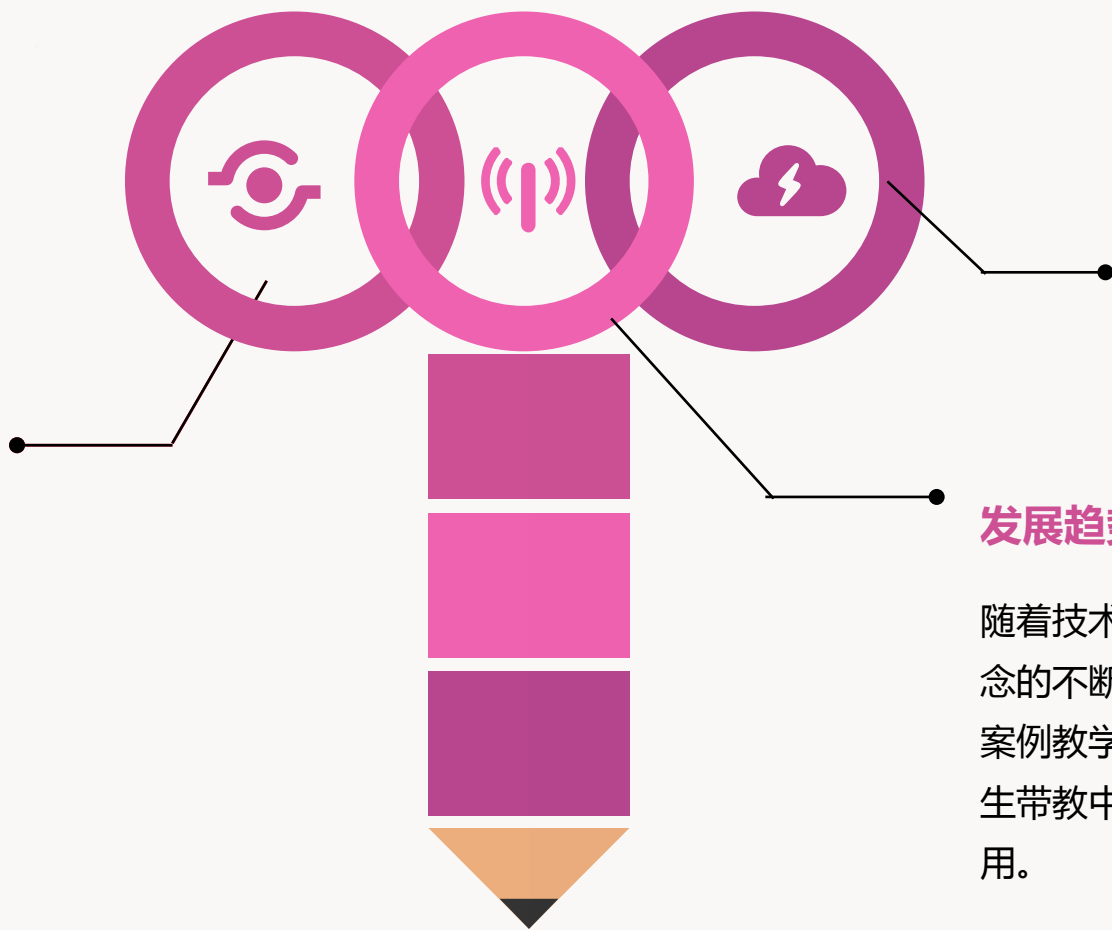 发展趋
随着技术
念的不断
案例教学
生带教中
用。